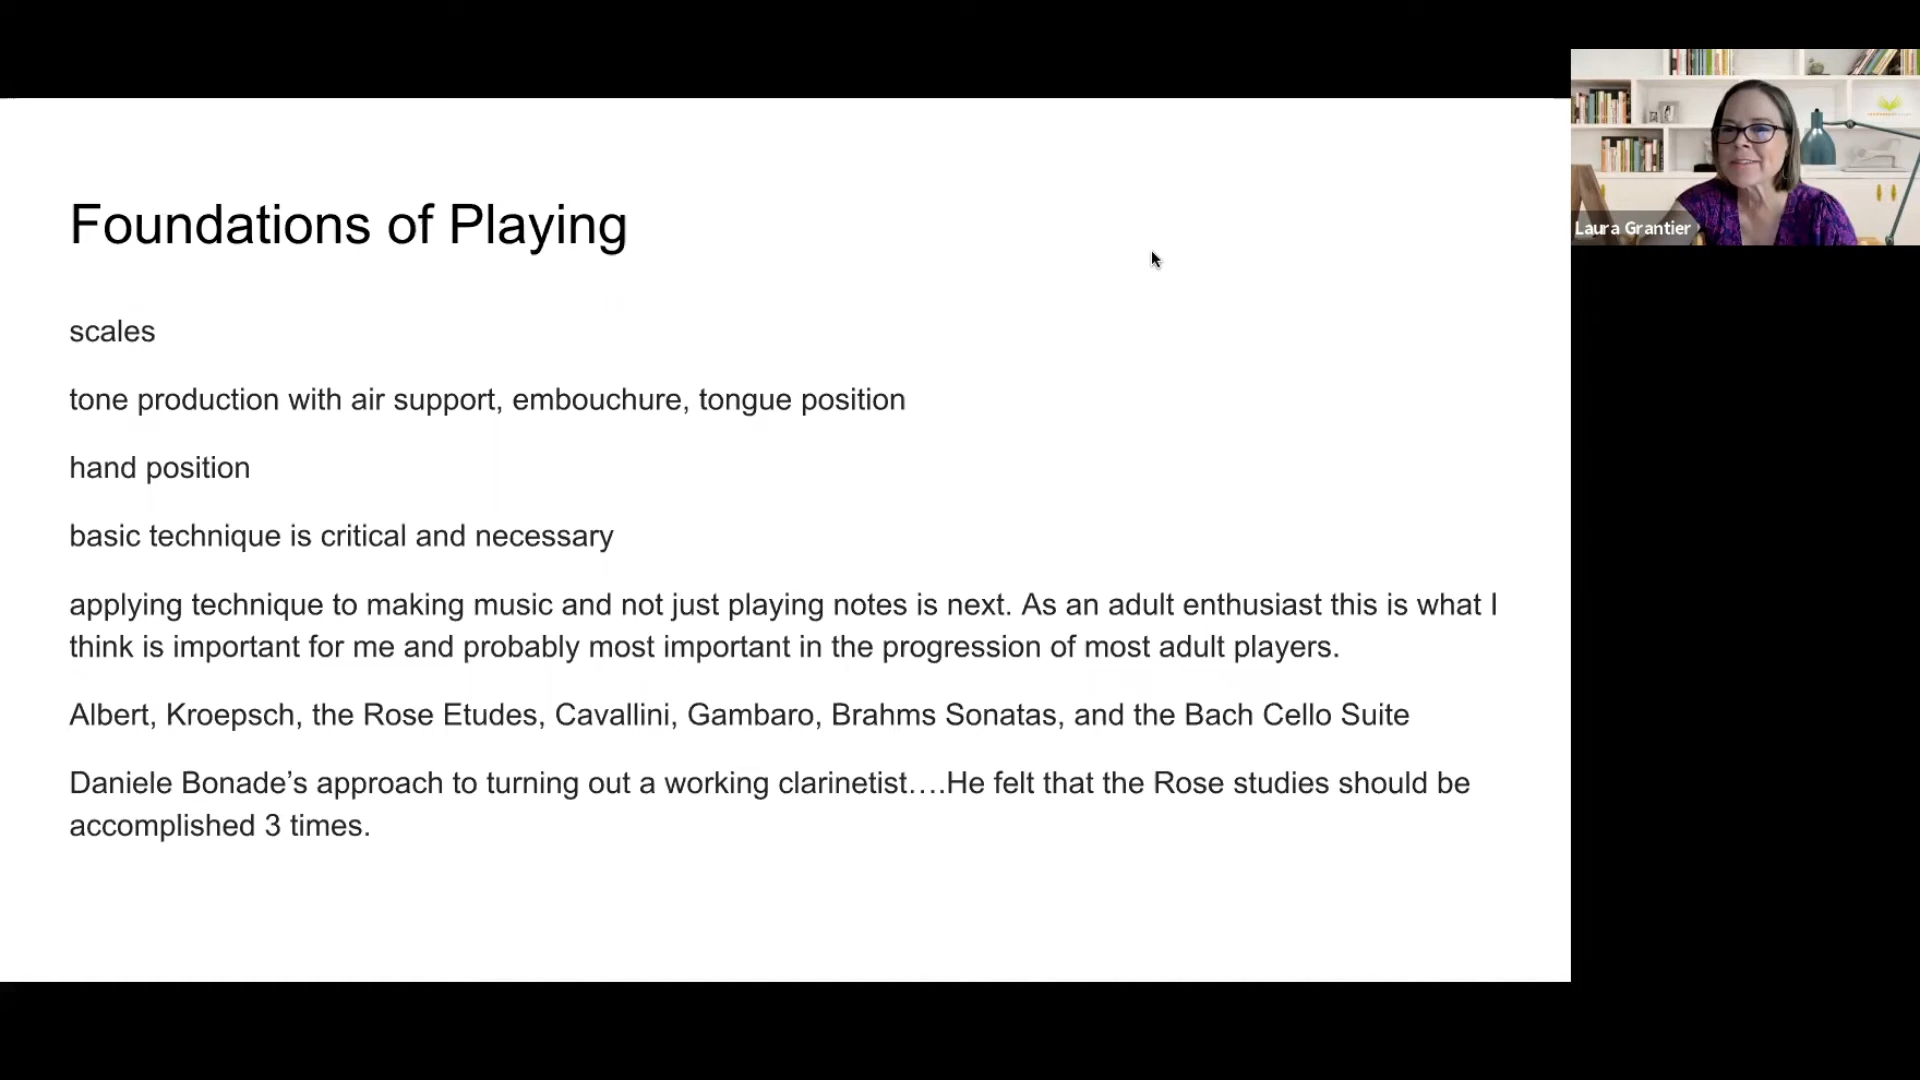 Foundations of Playing
scales
tone production with air support, embouchure, tongue position
hand position
basic technique is critical and necessary
applying technique to making music and not just playing notes is next. As an adult enthusiast this is what I
think is important for me and probably most important in the progression of most adult players.
Albert, Kroepsch, the Rose Etudes, Cavallini, Gambaro, Brahms Sonatas, and the Bach Cello Suite
Daniele Bonade’s approach to turning out a working clarinetist….He felt that the Rose studies should be
accomplished 3 times.
Laura Grantier